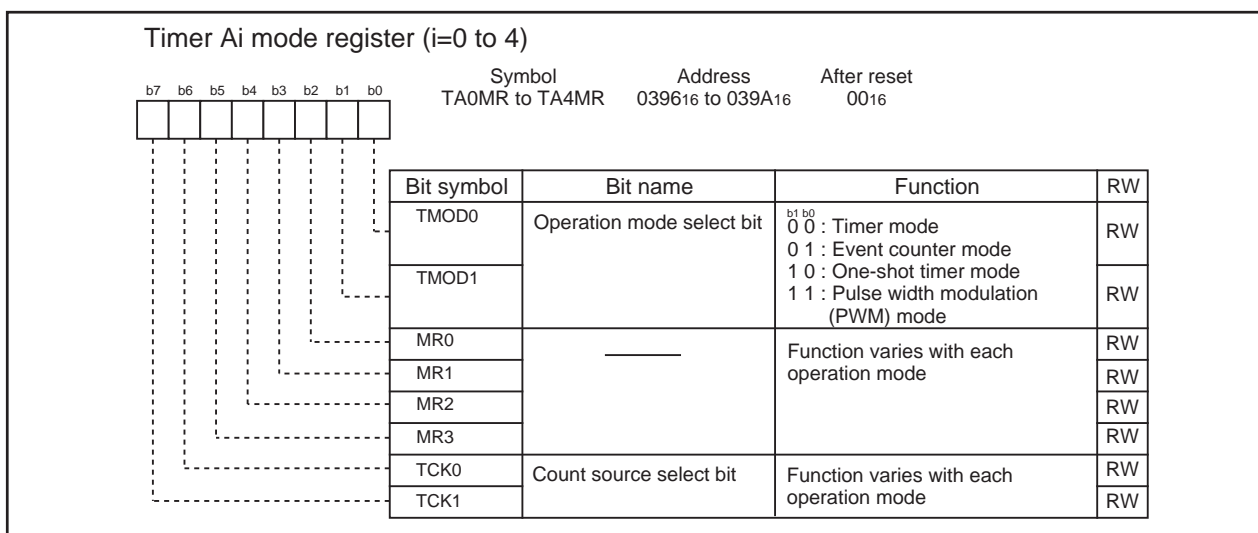 Timer Ai mode register (i=0 to 4)
Symbol Address After reset
TA0MR to TA4MR 039616 to 039A16 0016
b7 b6 b5 b4 b3 b2 b1 b0
Bit symbol Bit name Function RW
TMOD0 Operation mode select bit b1 b0
0 0 : Timer mode RW
0 1 : Event counter mode
TMOD1 1 0 : One-shot timer mode
1 1 : Pulse width modulation RW
(PWM) mode
MR0 Function varies with each RW
MR1 operation mode RW
MR2 RW
MR3 RW
TCK0 Count source select bit Function varies with each RW
TCK1 operation mode RW